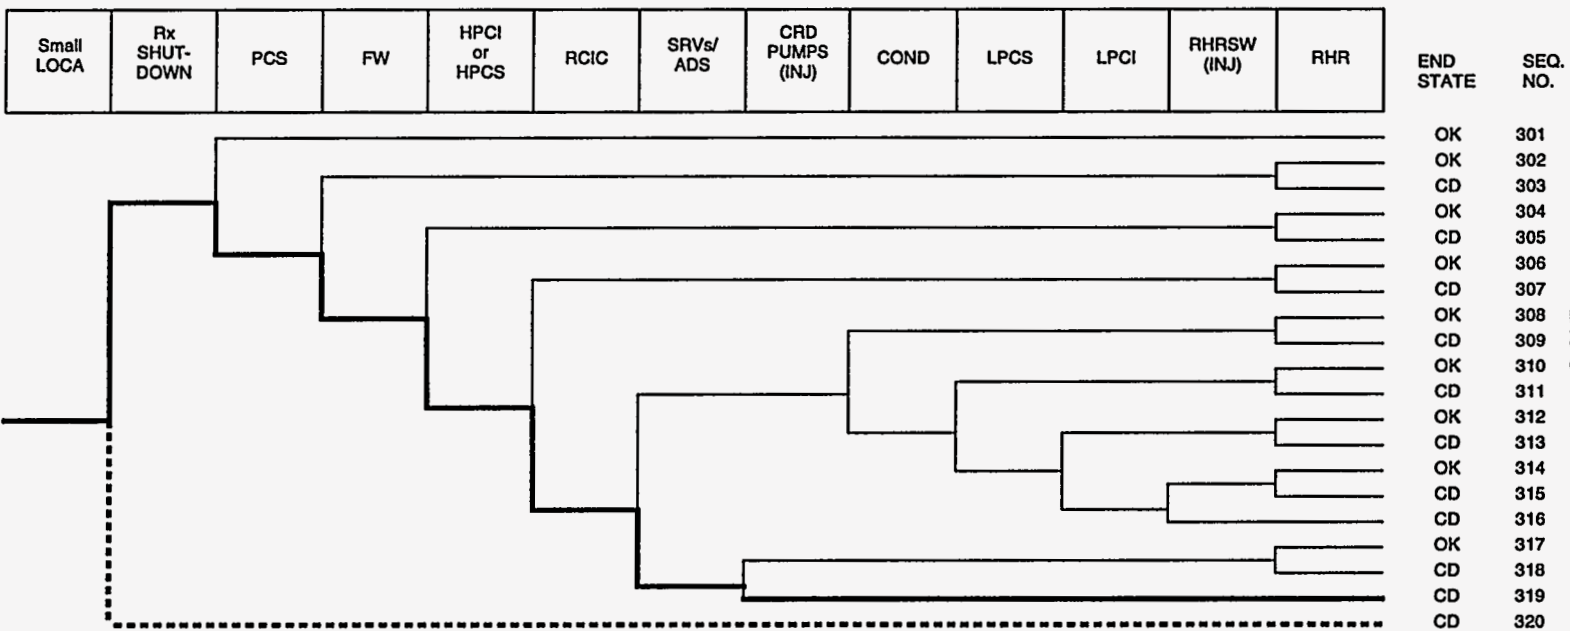 Small
LOCA
Rx
SHUT-
DOWN
PCS
FW
HPCI
or
HPCS
RCIC
SRVs/
ADS
CRD
PUMPS
(INJ)
COND
LPCS
LPCI
RHRSW
(INJ)
RHR
END
STATE
SEQ.
NO.
OK 301
OK 302
CD 303
OK 304
CD 305
OK 306
CD 307
OK 308
CD 309
OK 310
CD 311
OK 312
CD 313
OK 314
CD 315
CD 316
OK 317
CD 318
CD 319
CD 320